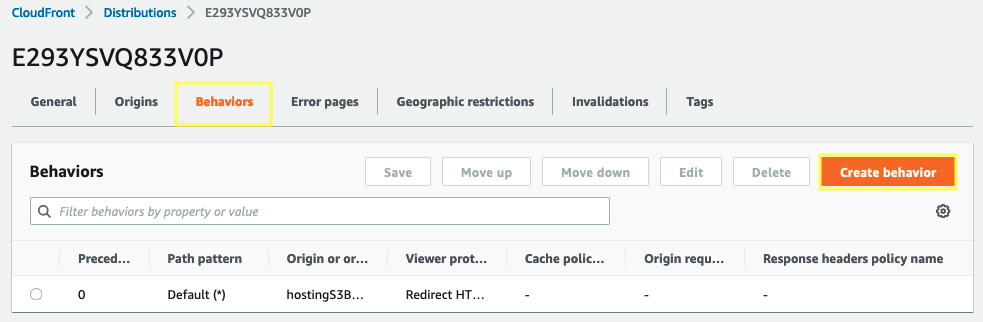 CloudFront > Distributions > E293YSVQ833V0P
E293YSVQ833V0P
General Origins Behaviors Error pages Geographic restrictions Invalidations Tags
Behaviors Save Move up Move down Edit Delete Create behavior
Filter behaviors by property or value
Preced... Path pattern Origin or or... Viewer prot... Cache polic... Origin requ... Response headers policy name
0 Default (*) hostingS3B... Redirect HT... - - -